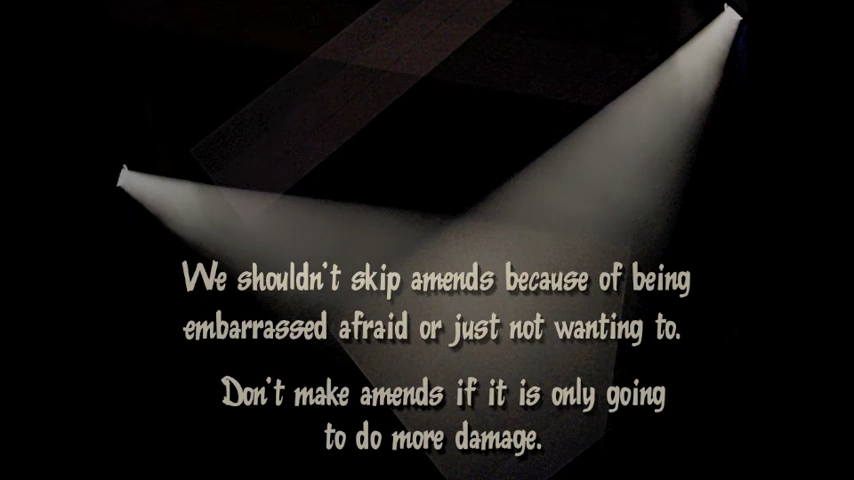 We shouldn't skip amends because of being
embarrassed afraid or just not wanting to.
Don't make amends if it is only going
to do more damage.